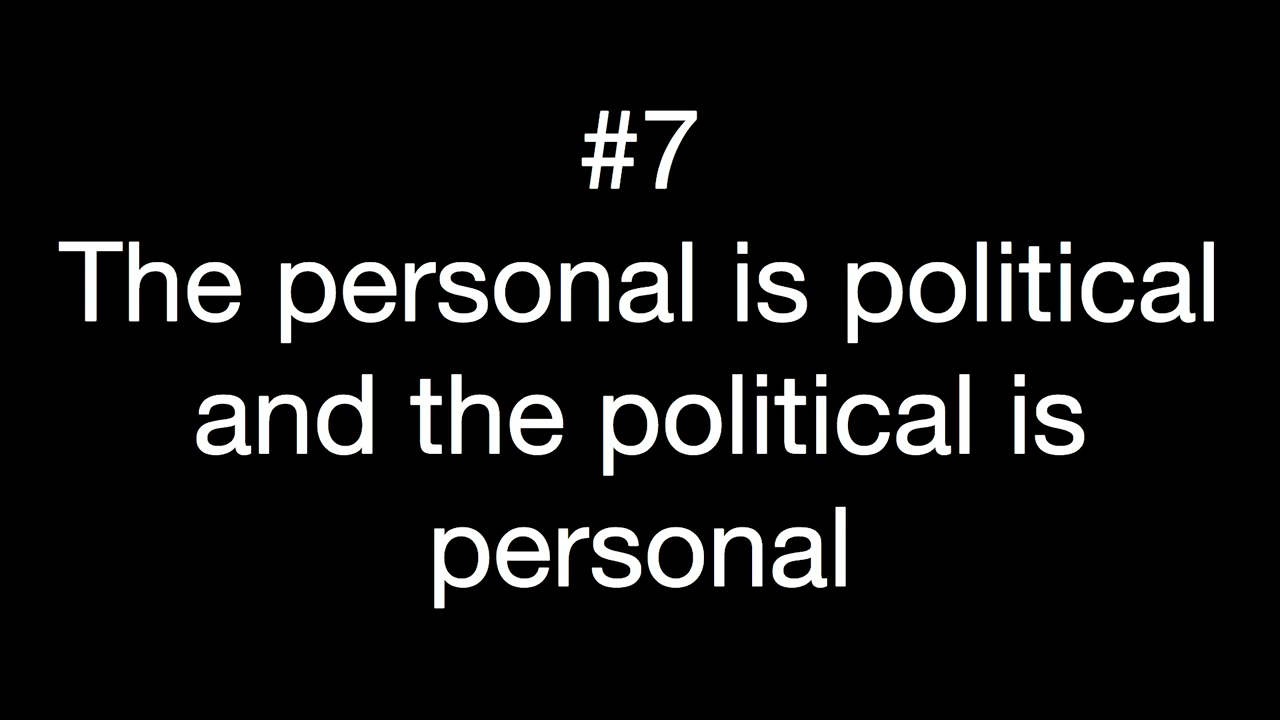 #7
The personal is political
and the political is
personal